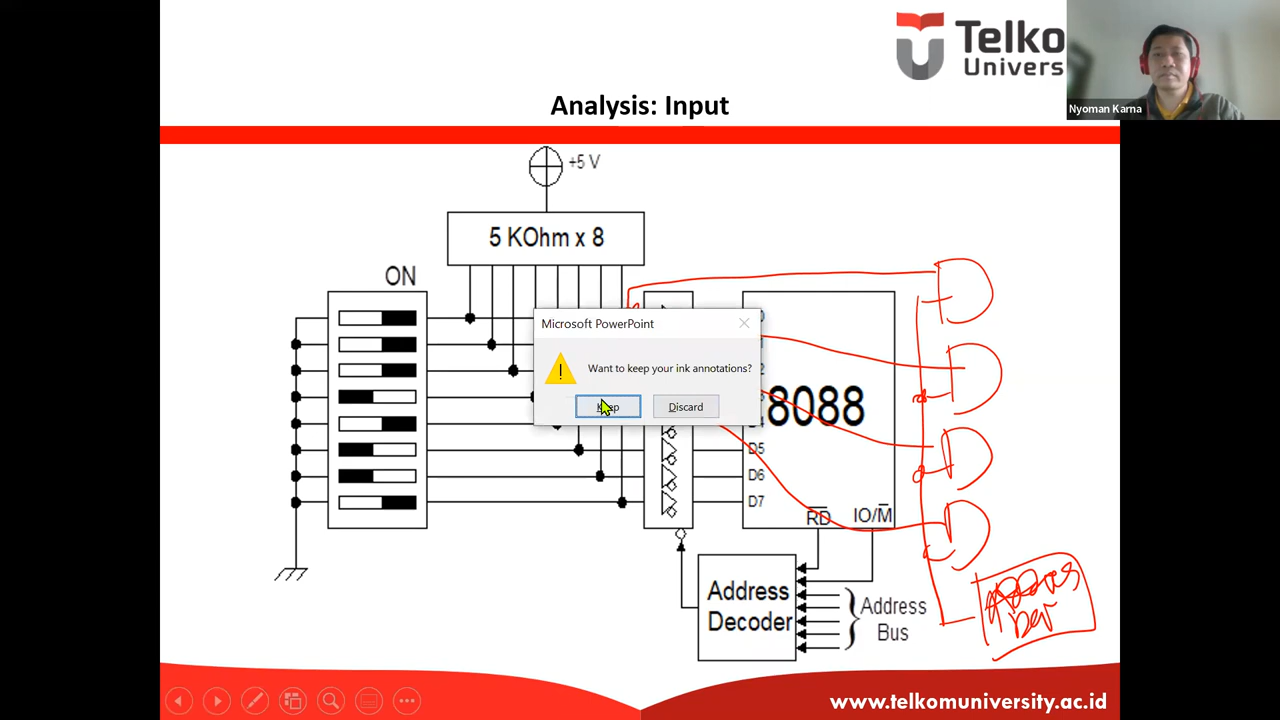 Telko
Univers
Nyoman Karna
Analysis: Input
+5 V
5 KOhm x 8
ON
Microsoft PowerPoint
Want to keep your ink annotations?
Keep
Discard
8088
D5
D6
D7
RD
IO/M
Address
Decoder
Address
Bus
Address
www.telkomuniversity.ac.id